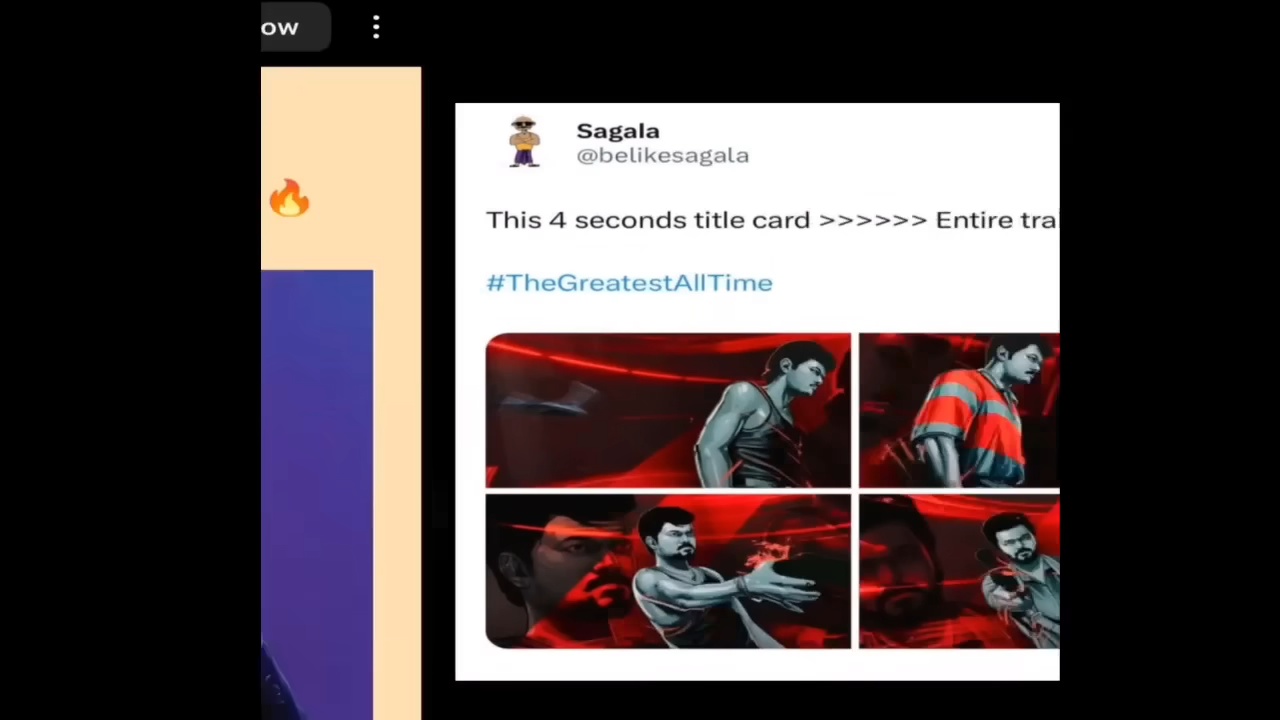 ow
Sagala
@belikesagala
This 4 seconds title card >>>>>> Entire tra
#TheGreatestAllTime